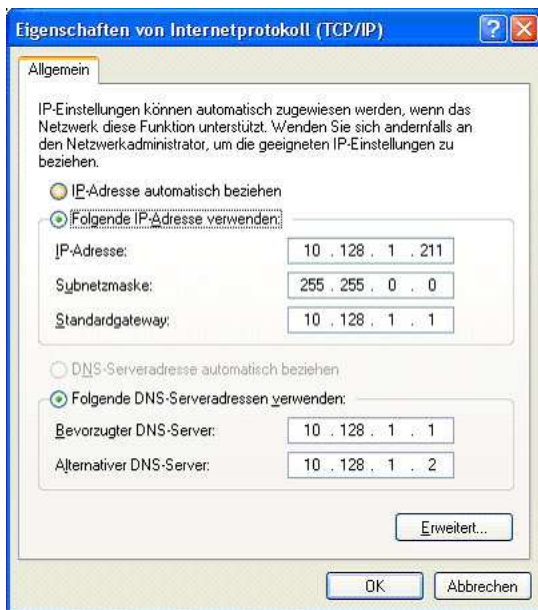 Eigenschaften von Internetprotokoll (TCP/IP)
Allgemein
IP-Einstellungen können automatisch zugewiesen werden, wenn das
Netzwerk diese Funktion unterstützt. Wenden Sie sich andernfalls an
den Netzwerkadministrator, um die geeigneten IP-Einstellungen zu
beziehen.
IP-Adresse automatisch beziehen
Folgende IP-Adresse verwenden:
IP-Adresse: 10 . 128 . 1 . 211
Subnetzmaske: 255 . 255 . 0 . 0
Standardgateway: 10 . 128 . 1 . 1
DNS-Serveradresse automatisch beziehen
Folgende DNS-Serveradressen verwenden:
Bevorzugter DNS-Server: 10 . 128 . 1 . 1
Alternativer DNS-Server: 10 . 128 . 1 . 2
Erweitert...
OK Abbrechen